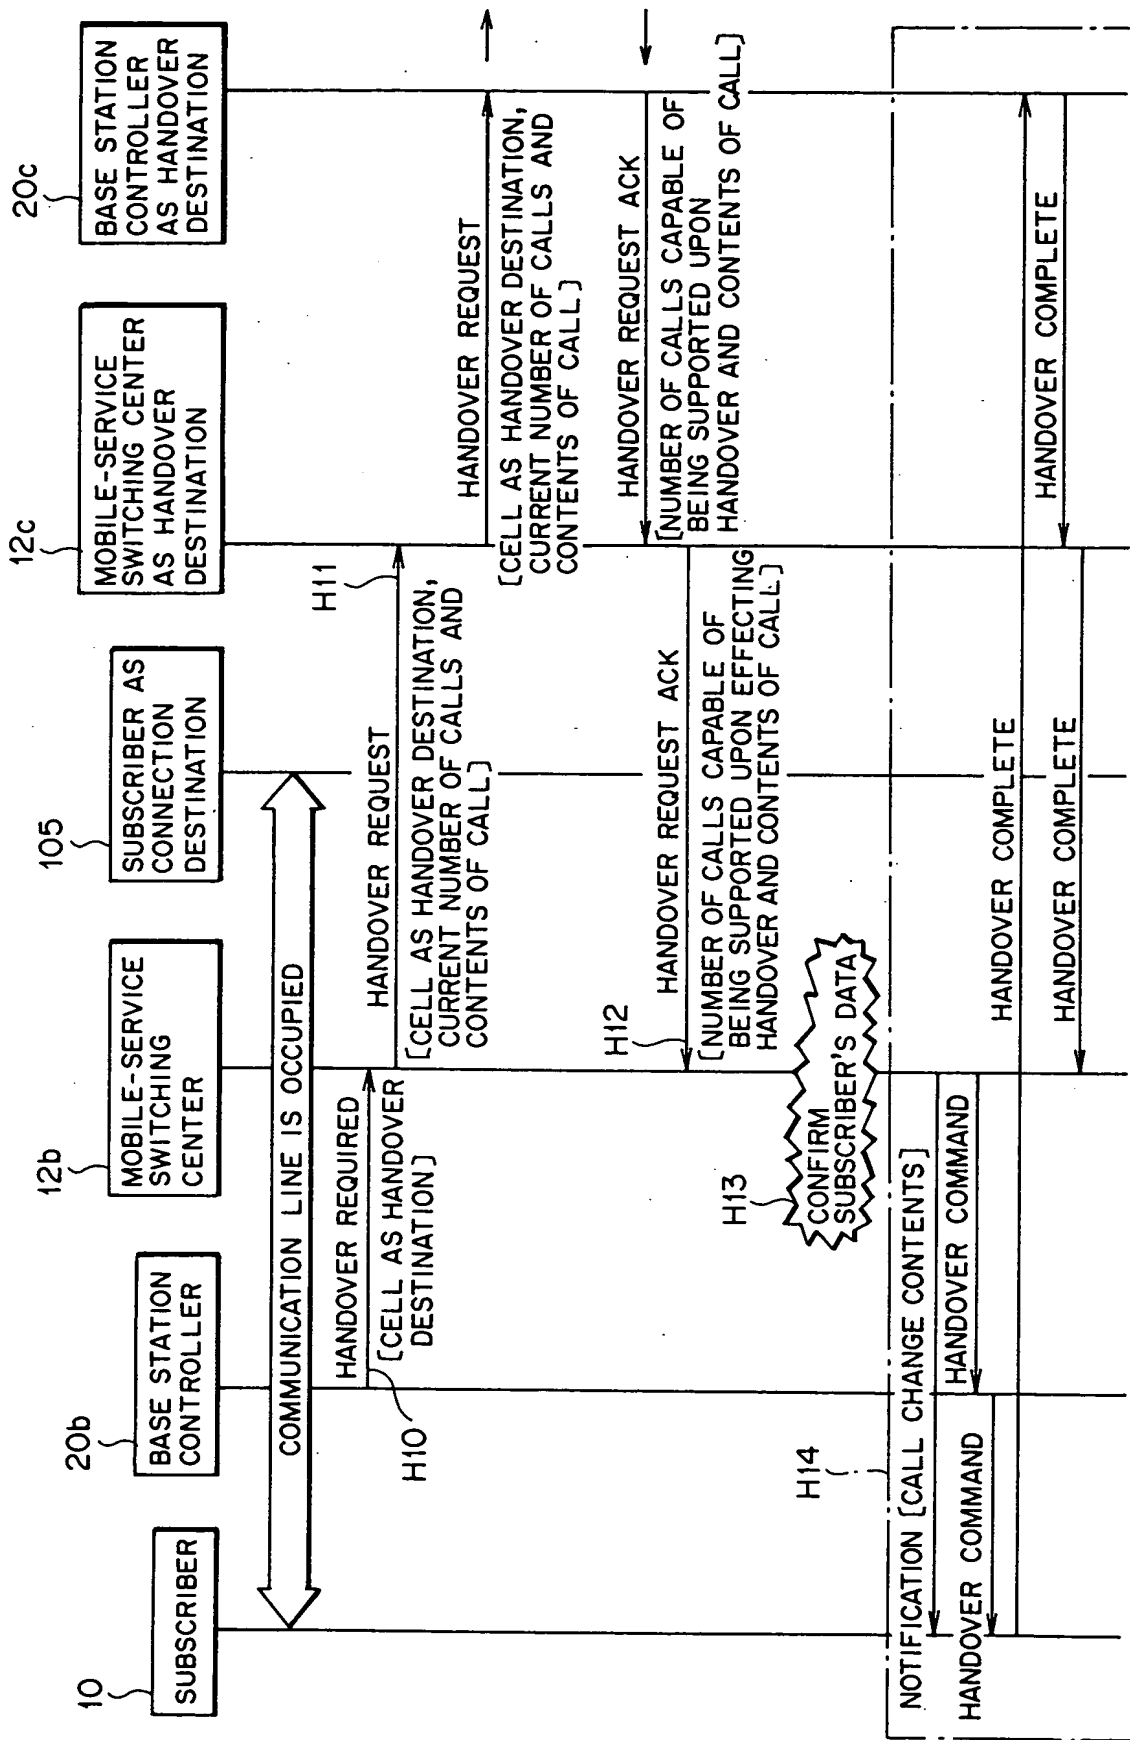 10
SUBSCRIBER
20b
BASE STATION
CONTROLLER
12b
MOBILE-SERVICE
SWITCHING
CENTER
105
SUBSCRIBER AS
CONNECTION
DESTINATION
12c
MOBILE-SERVICE
SWITCHING CENTER
AS HANDOVER
DESTINATION
20c
BASE STATION
CONTROLLER
AS HANDOVER
DESTINATION
COMMUNICATION LINE IS OCCUPIED
H10
HANDOVER REQUIRED
[CELL AS HANDOVER
DESTINATION]
HANDOVER REQUEST
H11
[CELL AS HANDOVER DESTINATION,
CURRENT NUMBER OF CALLS AND
CONTENTS OF CALL]
HANDOVER REQUEST
[CELL AS HANDOVER DESTINATION,
CURRENT NUMBER OF CALLS AND
CONTENTS OF CALL]
HANDOVER REQUEST ACK
[NUMBER OF CALLS CAPABLE OF
BEING SUPPORTED UPON
HANDOVER AND CONTENTS OF CALL]
H12
HANDOVER REQUEST ACK
[NUMBER OF CALLS CAPABLE OF
BEING SUPPORTED UPON EFFECTING
HANDOVER AND CONTENTS OF CALL]
H13
CONFIRM
SUBSCRIBER'S DATA
H14
NOTIFICATION [CALL CHANGE CONTENTS]
HANDOVER COMMAND
HANDOVER COMMAND
HANDOVER COMPLETE
HANDOVER COMPLETE
HANDOVER COMPLETE